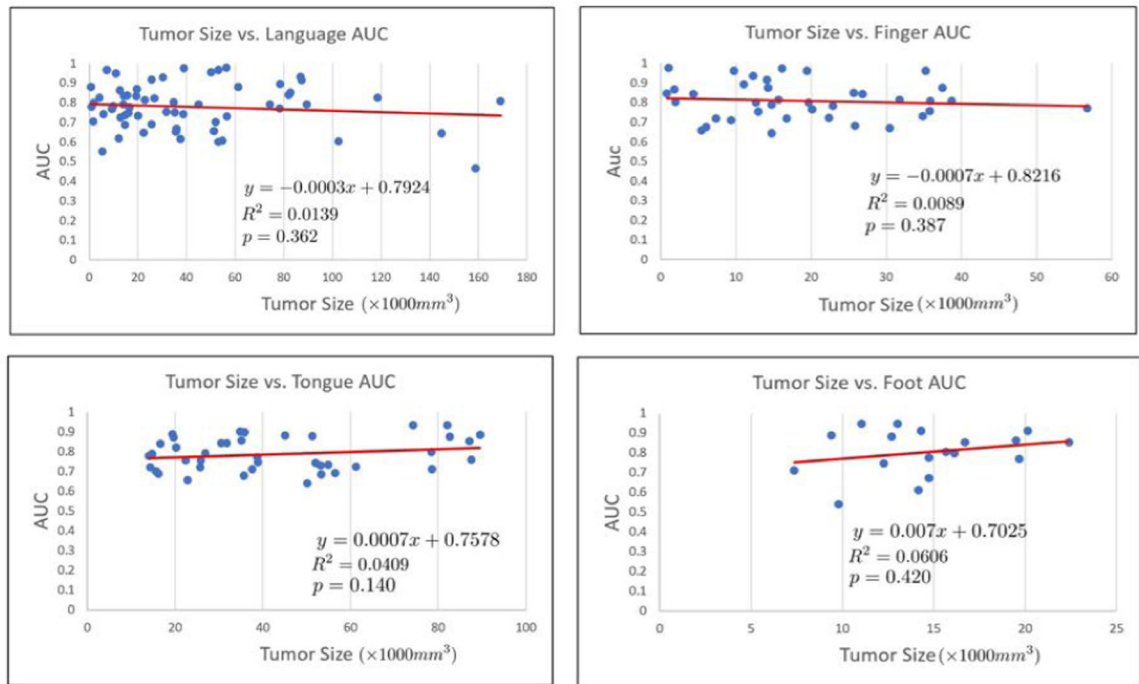 Tumor Size vs. Language AUC
1
0.9
0.8
0.7
0.6
0.5
0.4
0.3
0.2
0.1
0
AUC
y = −0.0003x + 0.7924
R² = 0.0139
p = 0.362
0 20 40 60 80 100 120 140 160 180
Tumor Size (×1000mm³)
Tumor Size vs. Finger AUC
1
0.9
0.8
0.7
0.6
0.5
0.4
0.3
0.2
0.1
0
Auc
y = −0.0007x + 0.8216
R² = 0.0089
p = 0.387
0 10 20 30 40 50 60
Tumor Size (×1000mm³)
Tumor Size vs. Tongue AUC
1
0.9
0.8
0.7
0.6
0.5
0.4
0.3
0.2
0.1
0
AUC
y = 0.0007x + 0.7578
R² = 0.0409
p = 0.140
0 20 40 60 80 100
Tumor Size (×1000mm³)
Tumor Size vs. Foot AUC
1
0.9
0.8
0.7
0.6
0.5
0.4
0.3
0.2
0.1
0
AUC
y = 0.007x + 0.7025
R² = 0.0606
p = 0.420
0 5 10 15 20 25
Tumor Size (×1000mm³)